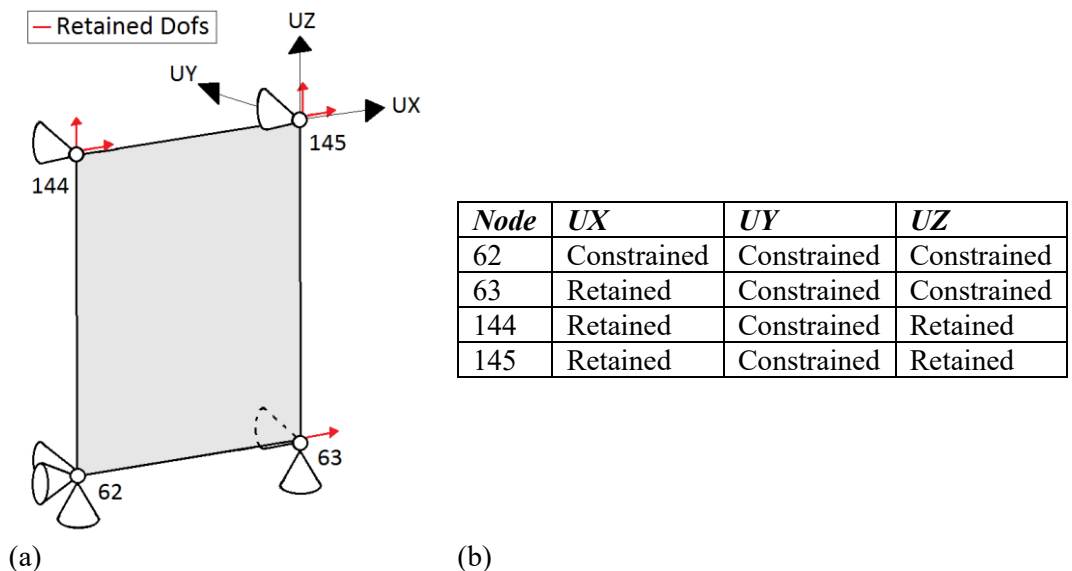 — Retained Dofs
UZ
UY
UX
145
144
63
62
Node UX UY UZ
62 Constrained Constrained Constrained
63 Retained Constrained Constrained
144 Retained Constrained Retained
145 Retained Constrained Retained
(a) (b)